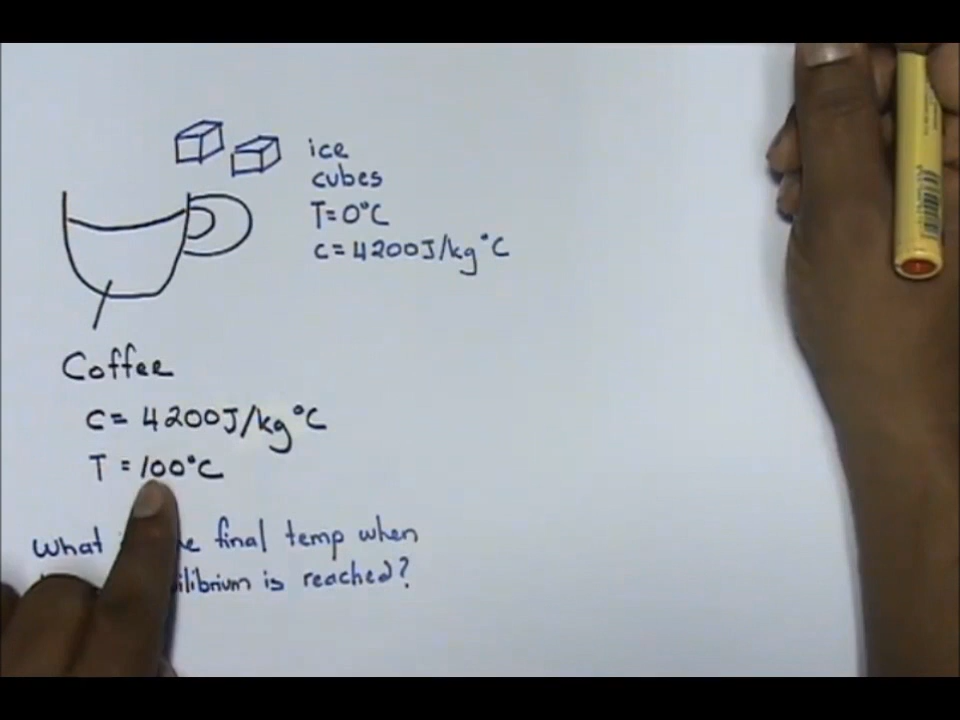 ice
cubes
T=0°C
c=4200J/kg°C
Coffee
c= 4200J/kg°C
T=100°C
what final temp when
is reached?